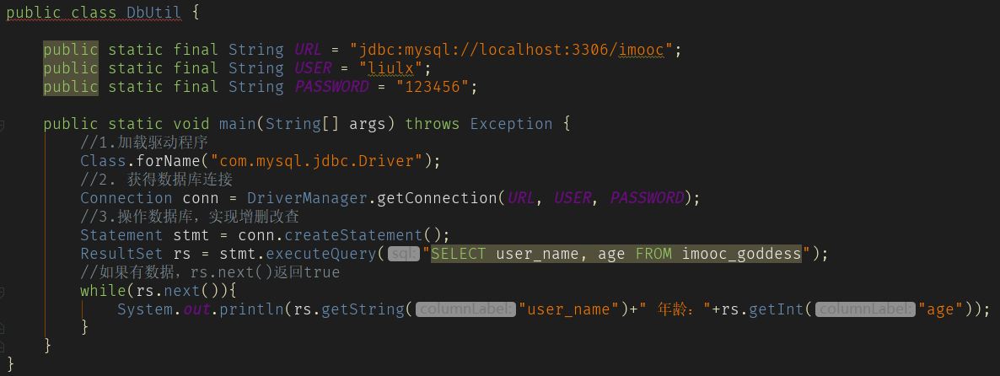 public class DbUtil {
public static final String URL = "jdbc:mysql://localhost:3306/imooc";
public static final String USER = "liulx";
public static final String PASSWORD = "123456";
public static void main(String[] args) throws Exception {
//1.加载驱动程序
Class.forName("com.mysql.jdbc.Driver");
//2. 获得数据库连接
Connection conn = DriverManager.getConnection(URL, USER, PASSWORD);
//3.操作数据库，实现增删改查
Statement stmt = conn.createStatement();
ResultSet rs = stmt.executeQuery( sql: "SELECT user_name, age FROM imooc_goddess");
//如果有数据，rs.next()返回true
while(rs.next()){
System.out.println(rs.getString( columnLabel: "user_name")+" 年龄："+rs.getInt( columnLabel: "age"));
}
}
}